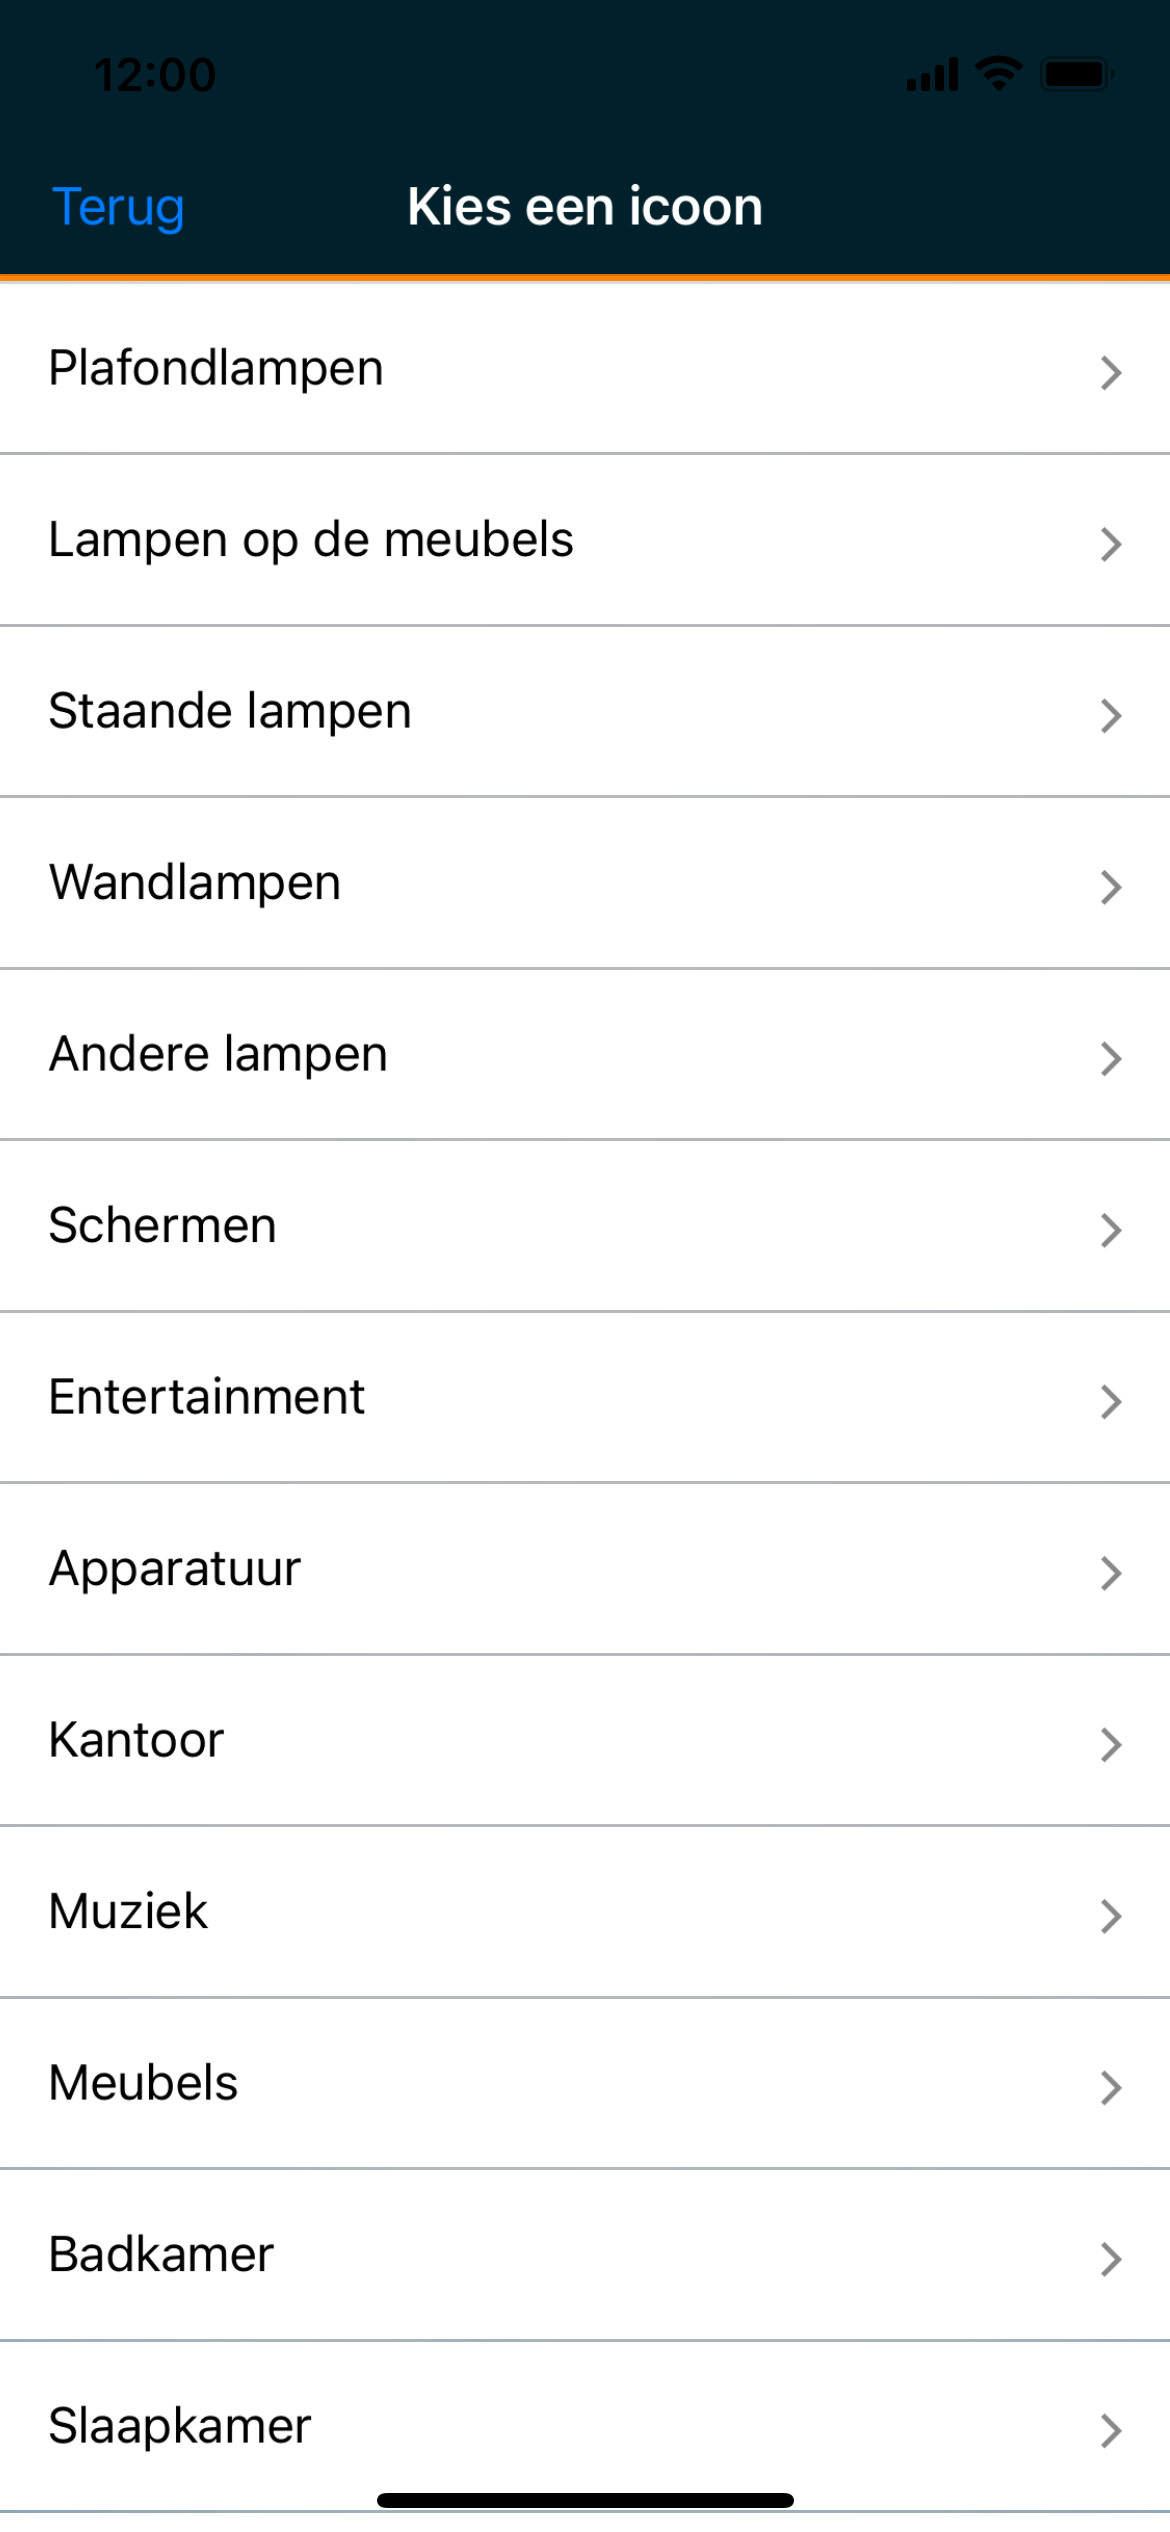 12:00
Terug
Kies een icoon
Plafondlampen
Lampen op de meubels
Staande lampen
Wandlampen
Andere lampen
Schermen
Entertainment
Apparatuur
Kantoor
Muziek
Meubels
Badkamer
Slaapkamer